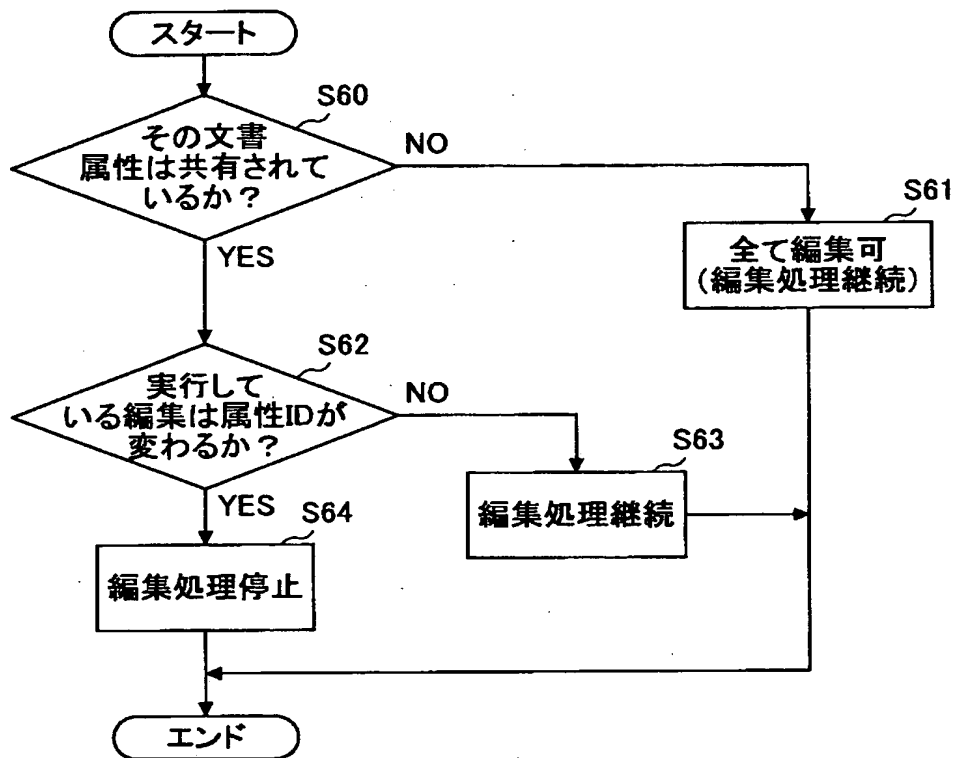 スタート
S60
その文書
属性は共有されて
いるか？
NO
YES
S61
全て編集可
（編集処理継続）
S62
実行して
いる編集は属性IDが
変わるか？
NO
YES
S63
編集処理継続
S64
編集処理停止
エンド